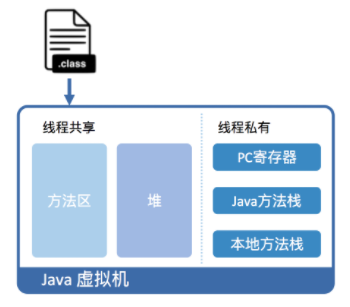 .class
线程共享
线程私有
方法区
堆
PC寄存器
Java方法栈
本地方法栈
Java 虚拟机